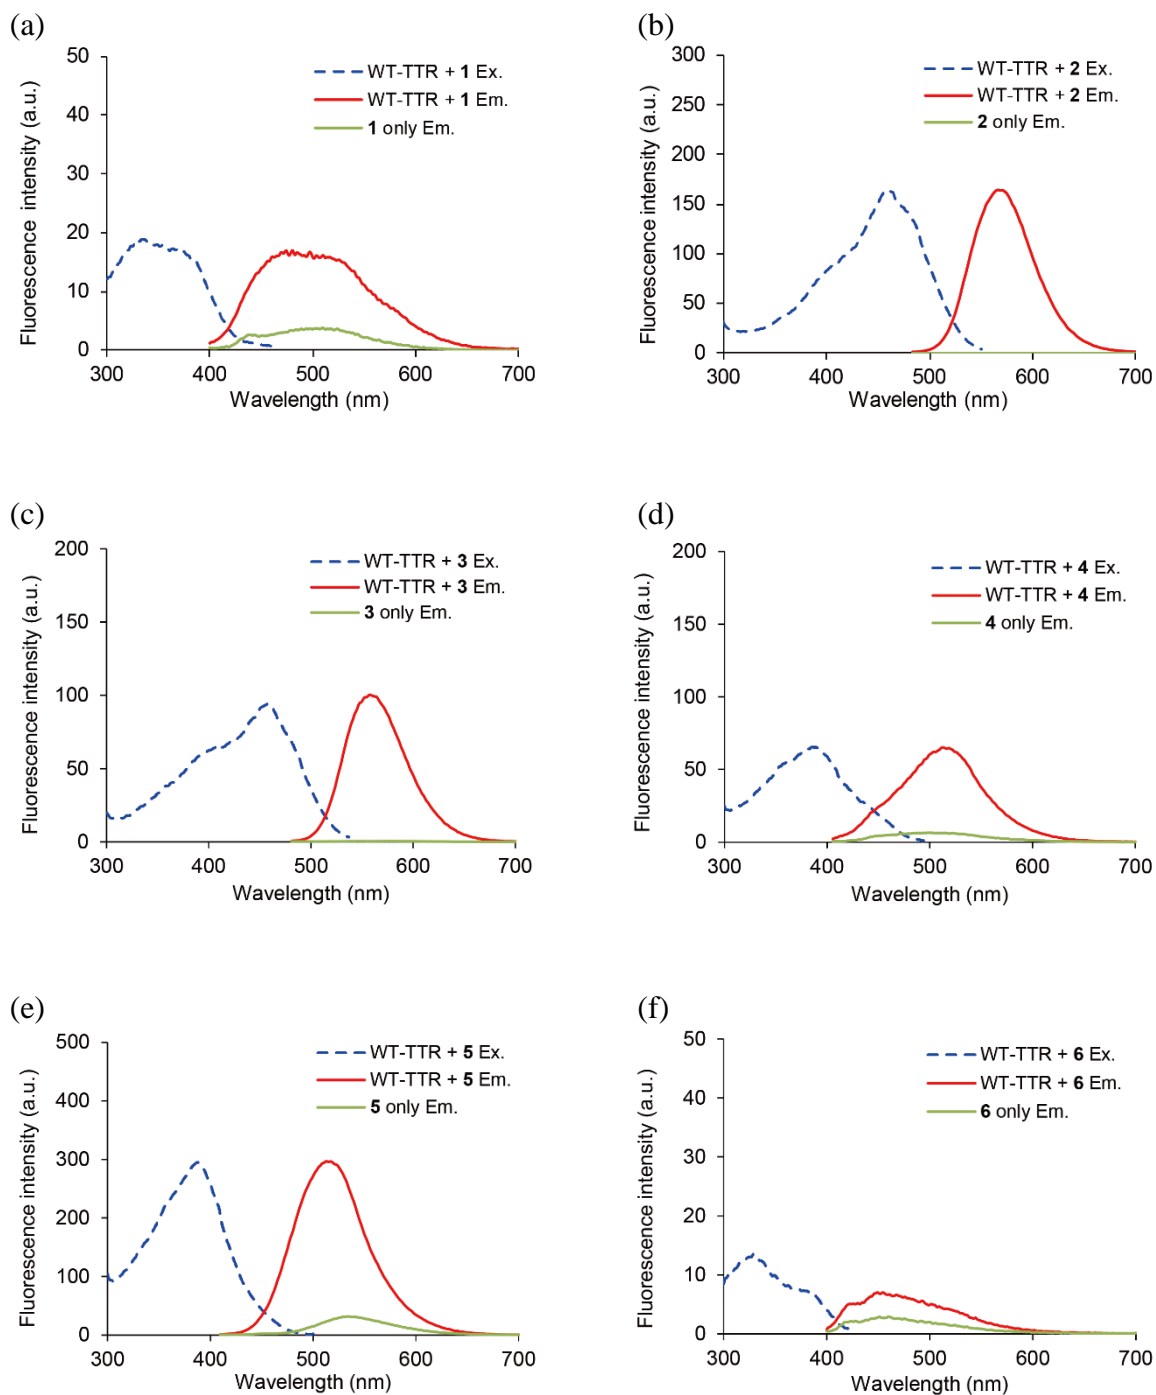 (a)
50
40
30
20
10
0
300 400 500 600 700
Fluorescence intensity (a.u.)
Wavelength (nm)
WT-TTR + 1 Ex.
WT-TTR + 1 Em.
1 only Em.
(b)
300
250
200
150
100
50
0
300 400 500 600 700
Fluorescence intensity (a.u.)
Wavelength (nm)
WT-TTR + 2 Ex.
WT-TTR + 2 Em.
2 only Em.
(c)
200
150
100
50
0
300 400 500 600 700
Fluorescence intensity (a.u.)
Wavelength (nm)
WT-TTR + 3 Ex.
WT-TTR + 3 Em.
3 only Em.
(d)
200
150
100
50
0
300 400 500 600 700
Fluorescence intensity (a.u.)
Wavelength (nm)
WT-TTR + 4 Ex.
WT-TTR + 4 Em.
4 only Em.
(e)
500
400
300
200
100
0
300 400 500 600 700
Fluorescence intensity (a.u.)
Wavelength (nm)
WT-TTR + 5 Ex.
WT-TTR + 5 Em.
5 only Em.
(f)
50
40
30
20
10
0
300 400 500 600 700
Fluorescence intensity (a.u.)
Wavelength (nm)
WT-TTR + 6 Ex.
WT-TTR + 6 Em.
6 only Em.